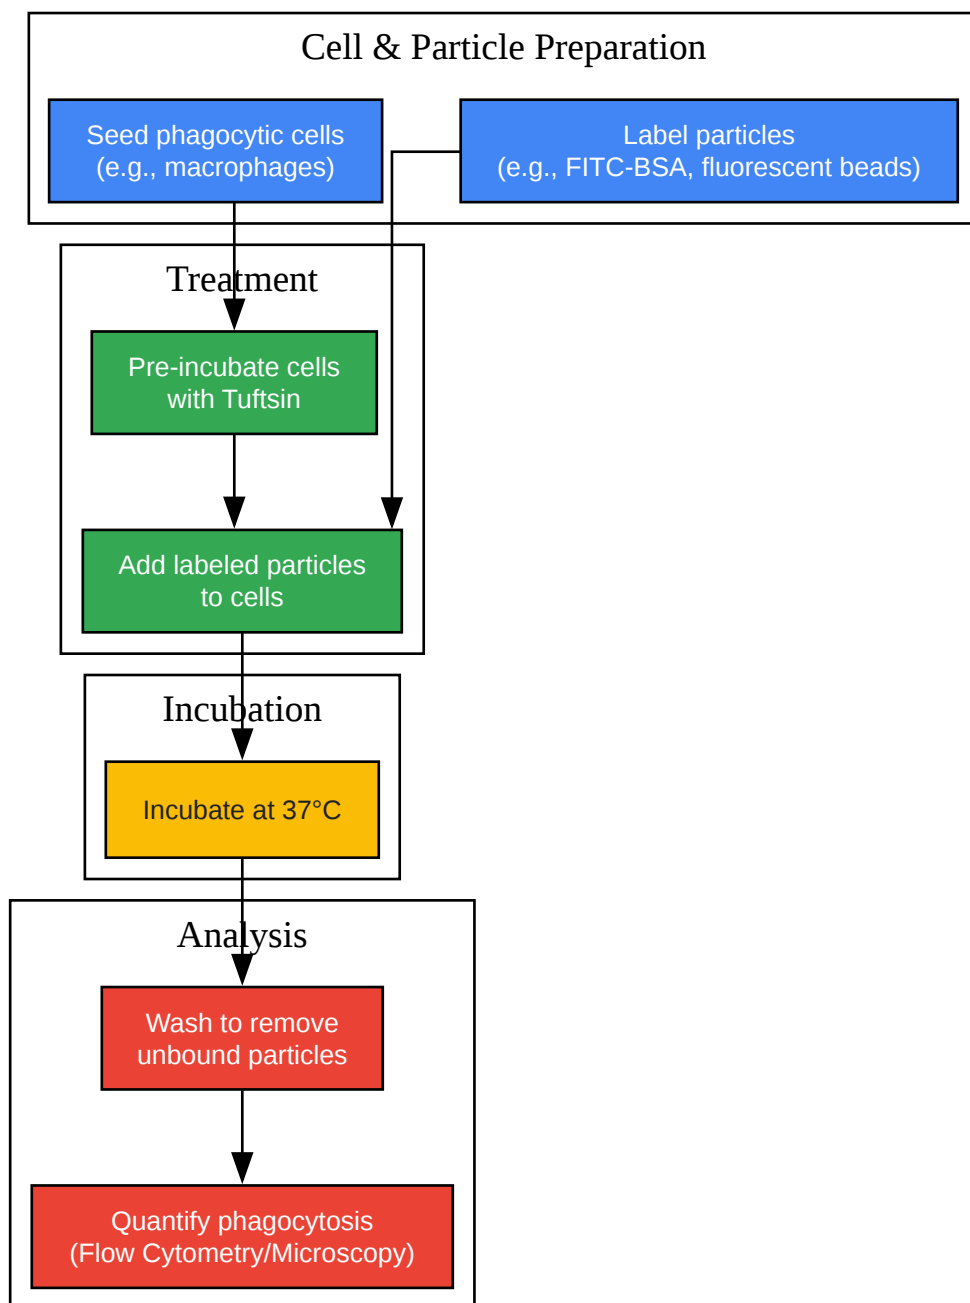 Cell & Particle Preparation
Seed phagocytic cells
(e.g., macrophages)
Label particles
(e.g., FITC-BSA, fluorescent beads)
Treatment
Pre-incubate cells
with Tuftsin
Add labeled particles
to cells
Incubation
Incubate at 37°C
Analysis
Wash to remove
unbound particles
Quantify phagocytosis
(Flow Cytometry/Microscopy)